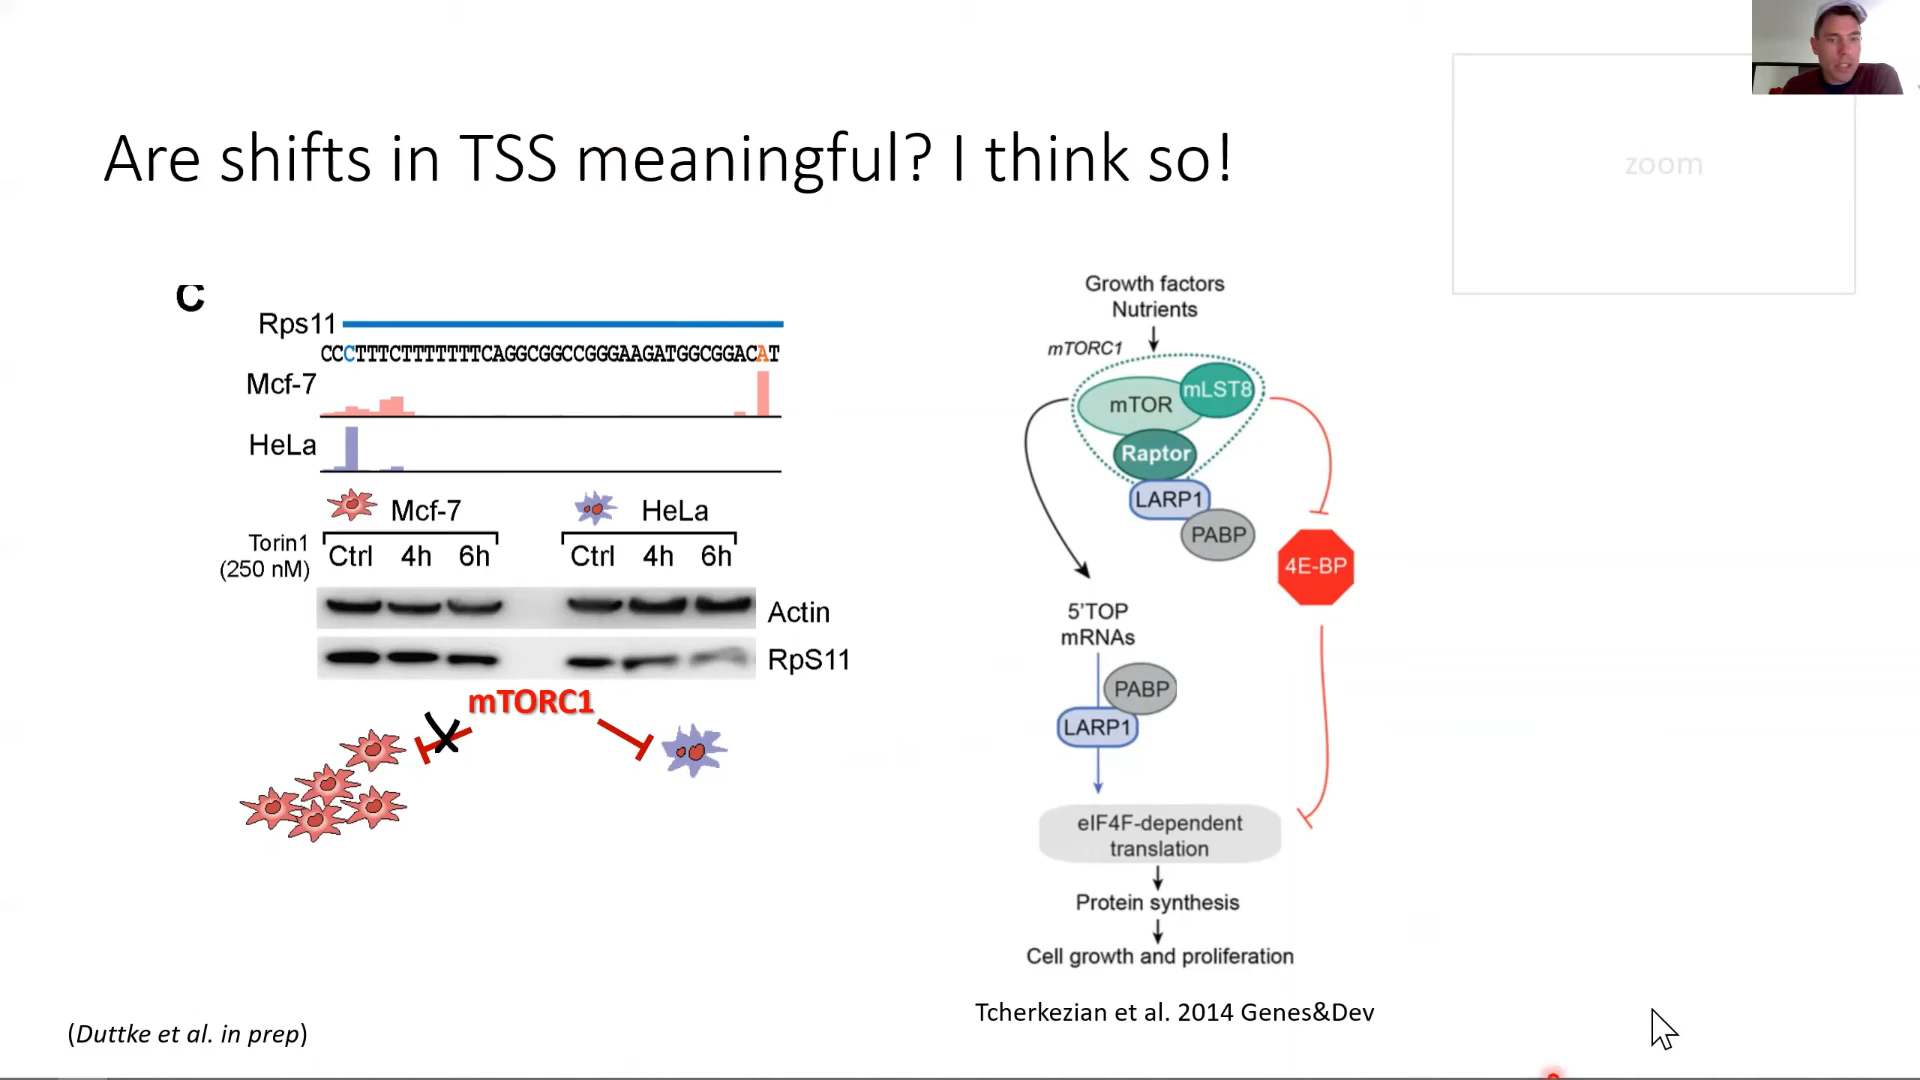 Are shifts in TSS meaningful? I think so!
zoom
C
Rps11
CCCTTTCTTTTTTTCAGGCGGCCGGGAAGATGGCGGACAT
Mcf-7
HeLa
Mcf-7
HeLa
Torin1
(250 nM)
Ctrl 4h 6h
Ctrl 4h 6h
Actin
RpS11
mTORC1
Growth factors
Nutrients
mTORC1
mTOR
mLST8
Raptor
LARP1
PABP
4E-BP
5'TOP
mRNAs
PABP
LARP1
eIF4F-dependent
translation
Protein synthesis
Cell growth and proliferation
Tcherkezian et al. 2014 Genes&Dev
(Duttke et al. in prep)